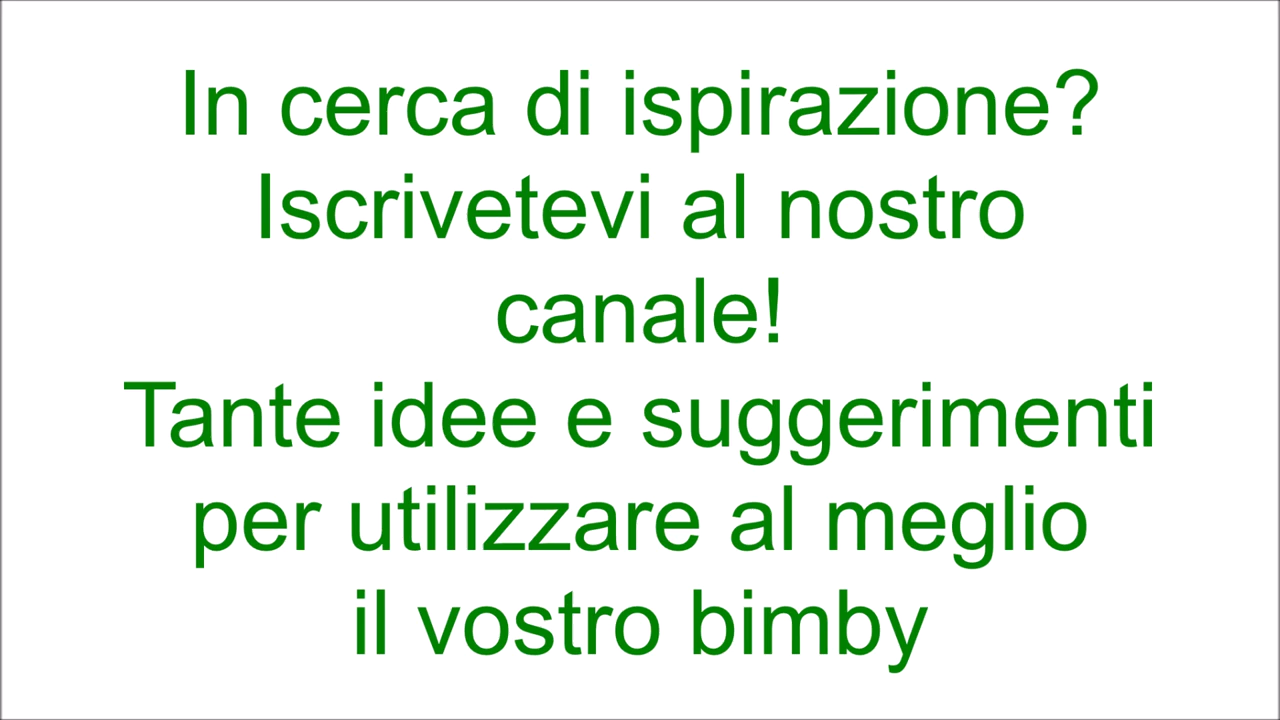 In cerca di ispirazione?
Iscrivetevi al nostro
canale!
Tante idee e suggerimenti
per utilizzare al meglio
il vostro bimby